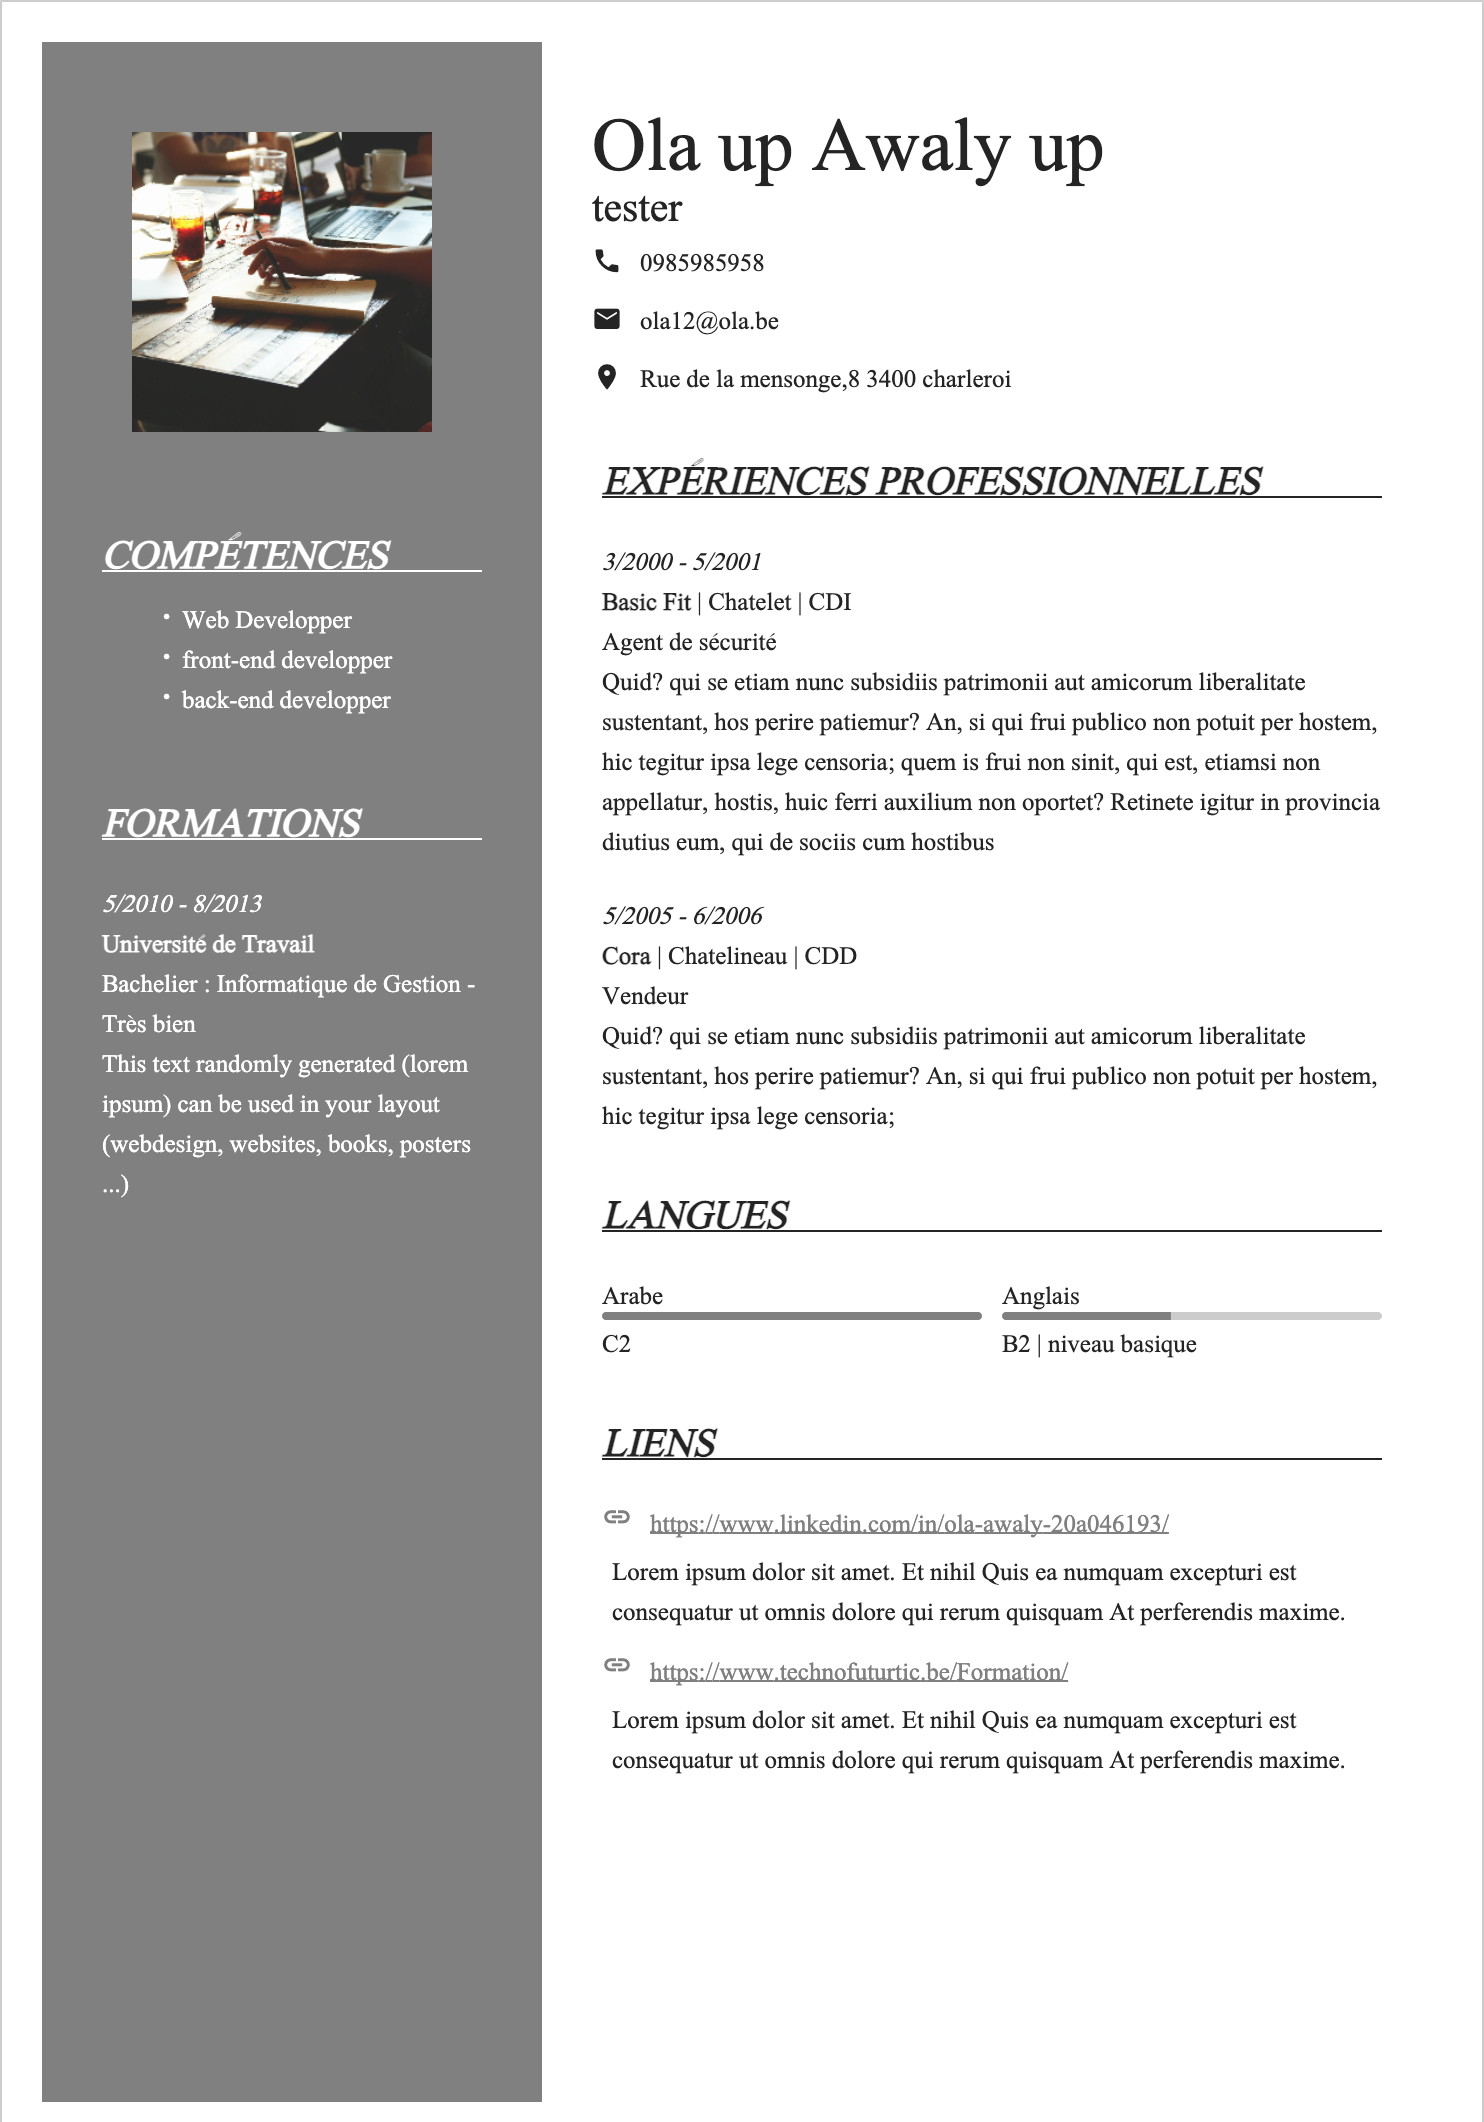 Ola up Awaly up
tester
0985985958
ola12@ola.be
Rue de la mensonge,8 3400 charleroi
COMPÉTENCES
• Web Developper
• front-end developper
• back-end developper
FORMATIONS
5/2010 - 8/2013
Université de Travail
Bachelier : Informatique de Gestion -
Très bien
This text randomly generated (lorem
ipsum) can be used in your layout
(webdesign, websites, books, posters
...)
EXPÉRIENCES PROFESSIONNELLES
3/2000 - 5/2001
Basic Fit | Chatelet | CDI
Agent de sécurité
Quid? qui se etiam nunc subsidiis patrimonii aut amicorum liberalitate
sustentant, hos perire patiemur? An, si qui frui publico non potuit per hostem,
hic tegitur ipsa lege censoria; quem is frui non sinit, qui est, etiamsi non
appellatur, hostis, huic ferri auxilium non oportet? Retinete igitur in provincia
diutius eum, qui de sociis cum hostibus
5/2005 - 6/2006
Cora | Chatelineau | CDD
Vendeur
Quid? qui se etiam nunc subsidiis patrimonii aut amicorum liberalitate
sustentant, hos perire patiemur? An, si qui frui publico non potuit per hostem,
hic tegitur ipsa lege censoria;
LANGUES
Arabe
C2
Anglais
B2 | niveau basique
LIENS
https://www.linkedin.com/in/ola-awaly-20a046193/
Lorem ipsum dolor sit amet. Et nihil Quis ea numquam excepturi est
consequatur ut omnis dolore qui rerum quisquam At perferendis maxime.
https://www.technofuturtic.be/Formation/
Lorem ipsum dolor sit amet. Et nihil Quis ea numquam excepturi est
consequatur ut omnis dolore qui rerum quisquam At perferendis maxime.